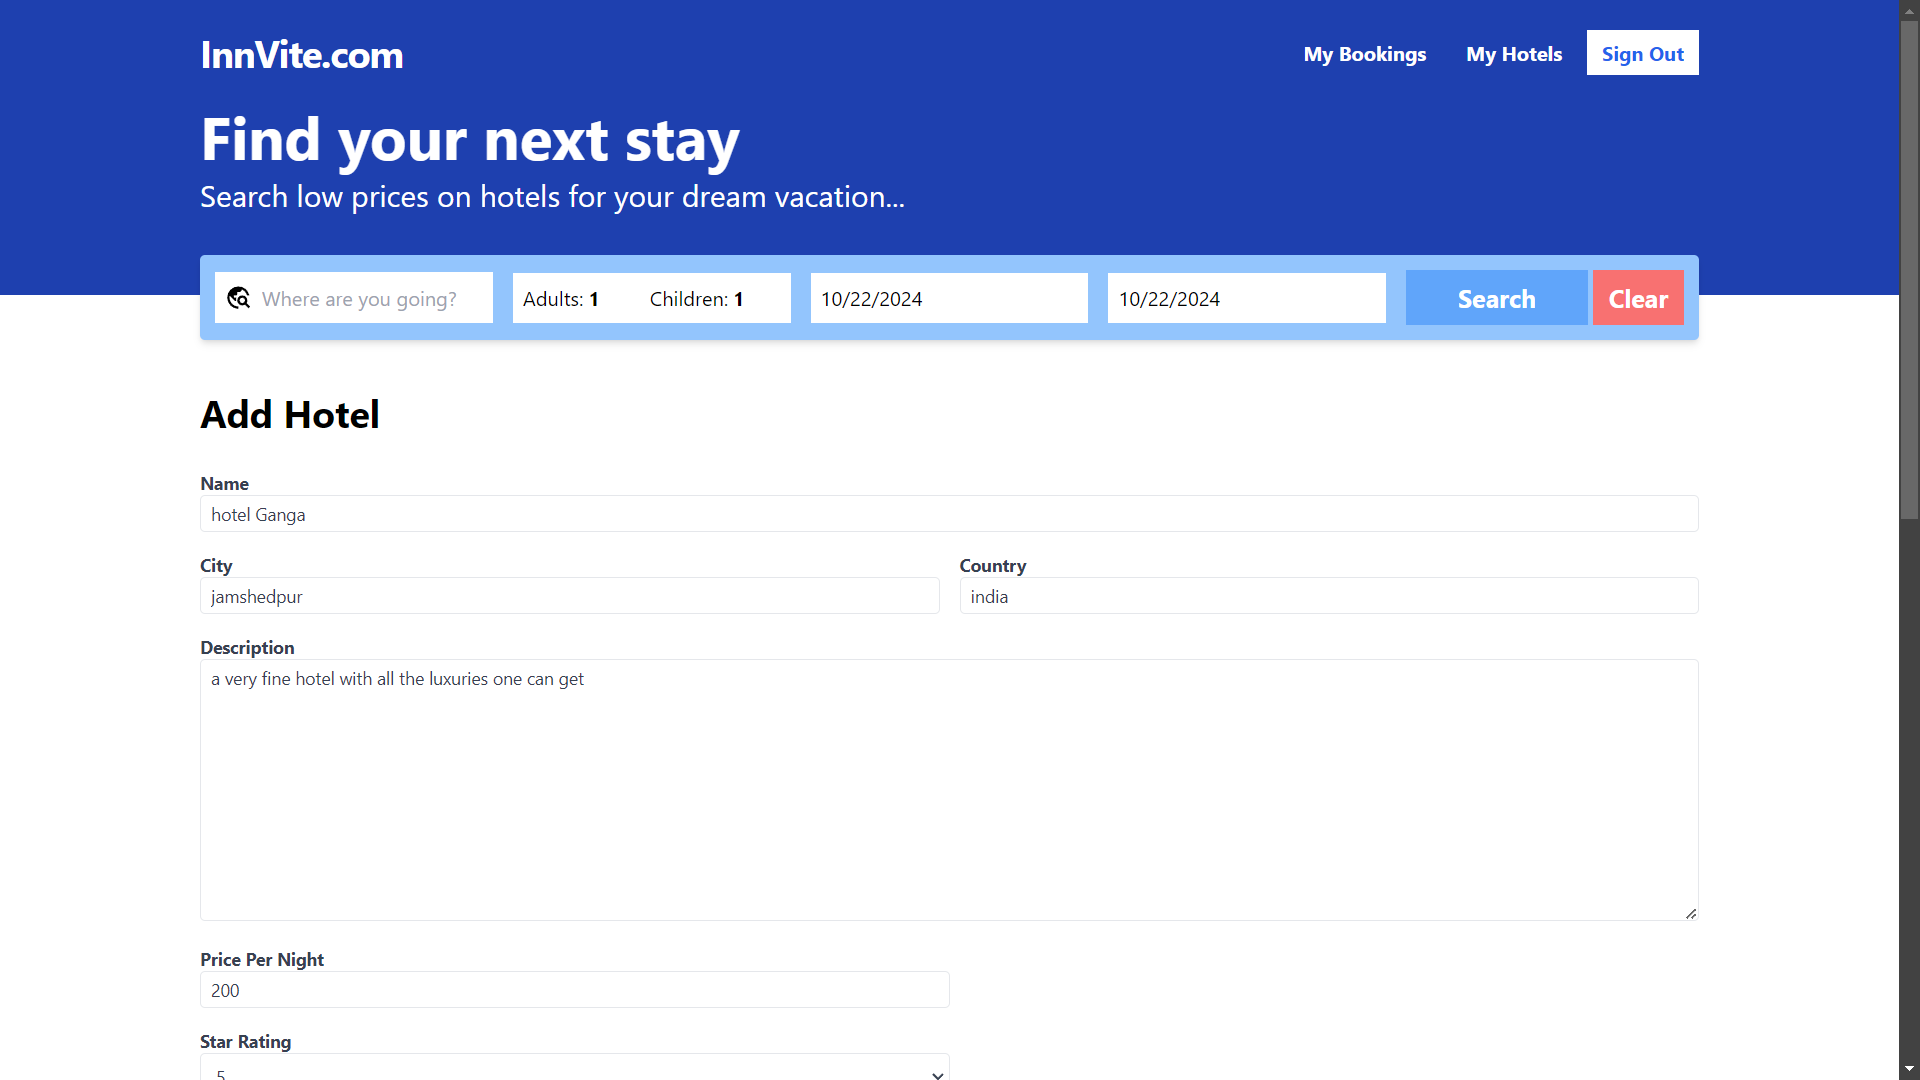 InnVite.com My Bookings My Hotels Sign Out
Find your next stay
Search low prices on hotels for your dream vacation...
Where are you going? Adults: 1 Children: 1 10/22/2024 10/22/2024 Search Clear
Add Hotel
Name
hotel Ganga
City Country
jamshedpur india
Description
a very fine hotel with all the luxuries one can get
Price Per Night
200
Star Rating
5